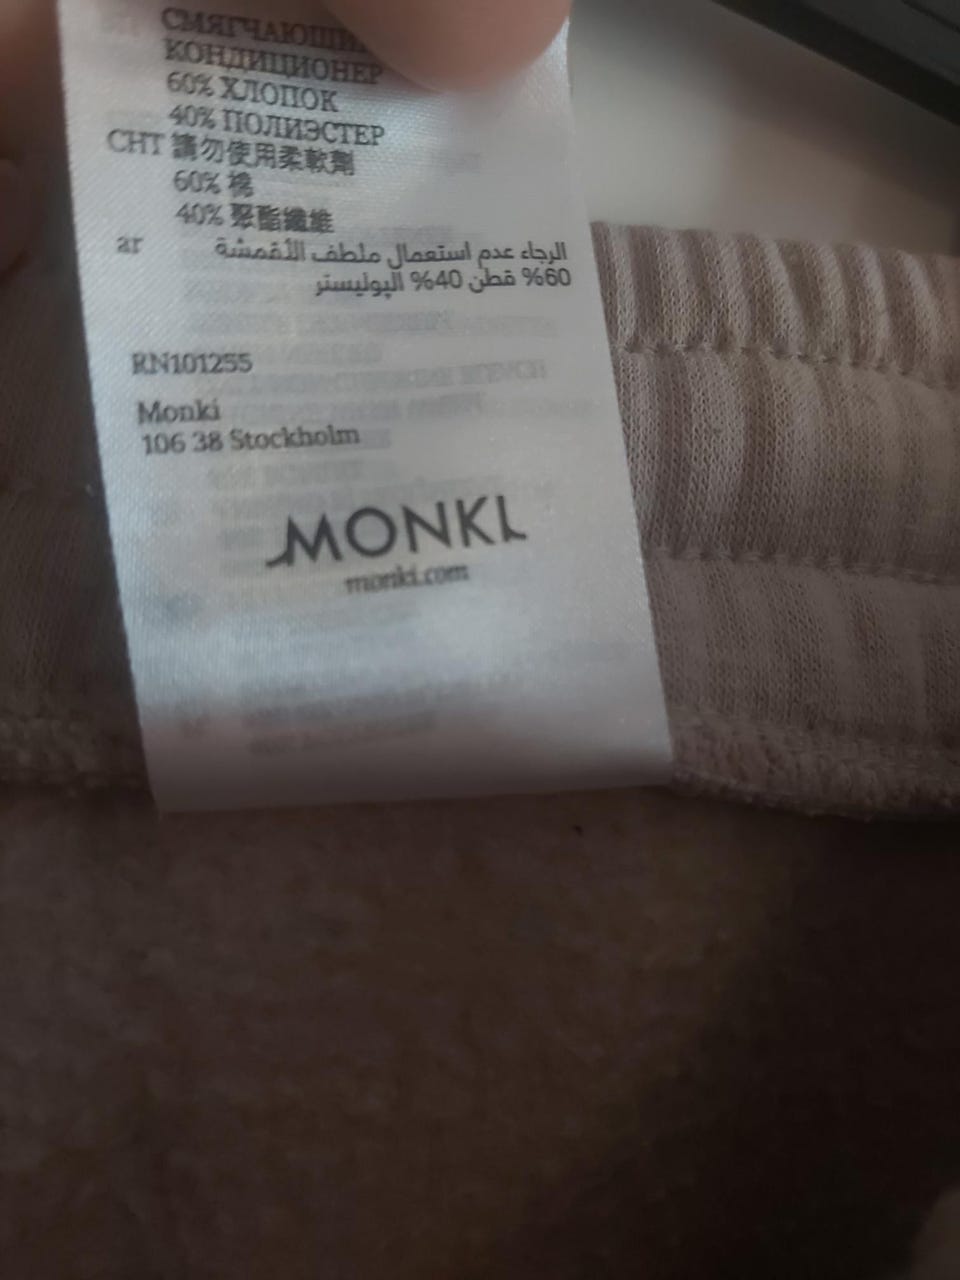 СМЯГЧАЮЩИ
КОНДИЦИОНЕР
60% ХЛОПОК
40% ПОЛИЭСТЕР
CHT 請勿使用柔軟劑
60% 棉
40% 聚酯纖維
ar الرجاء عدم استعمال ملطف الأقمشة
60% قطن 40% البوليستر
RN101255
Monki
106 38 Stockholm
MONKI
monki.com